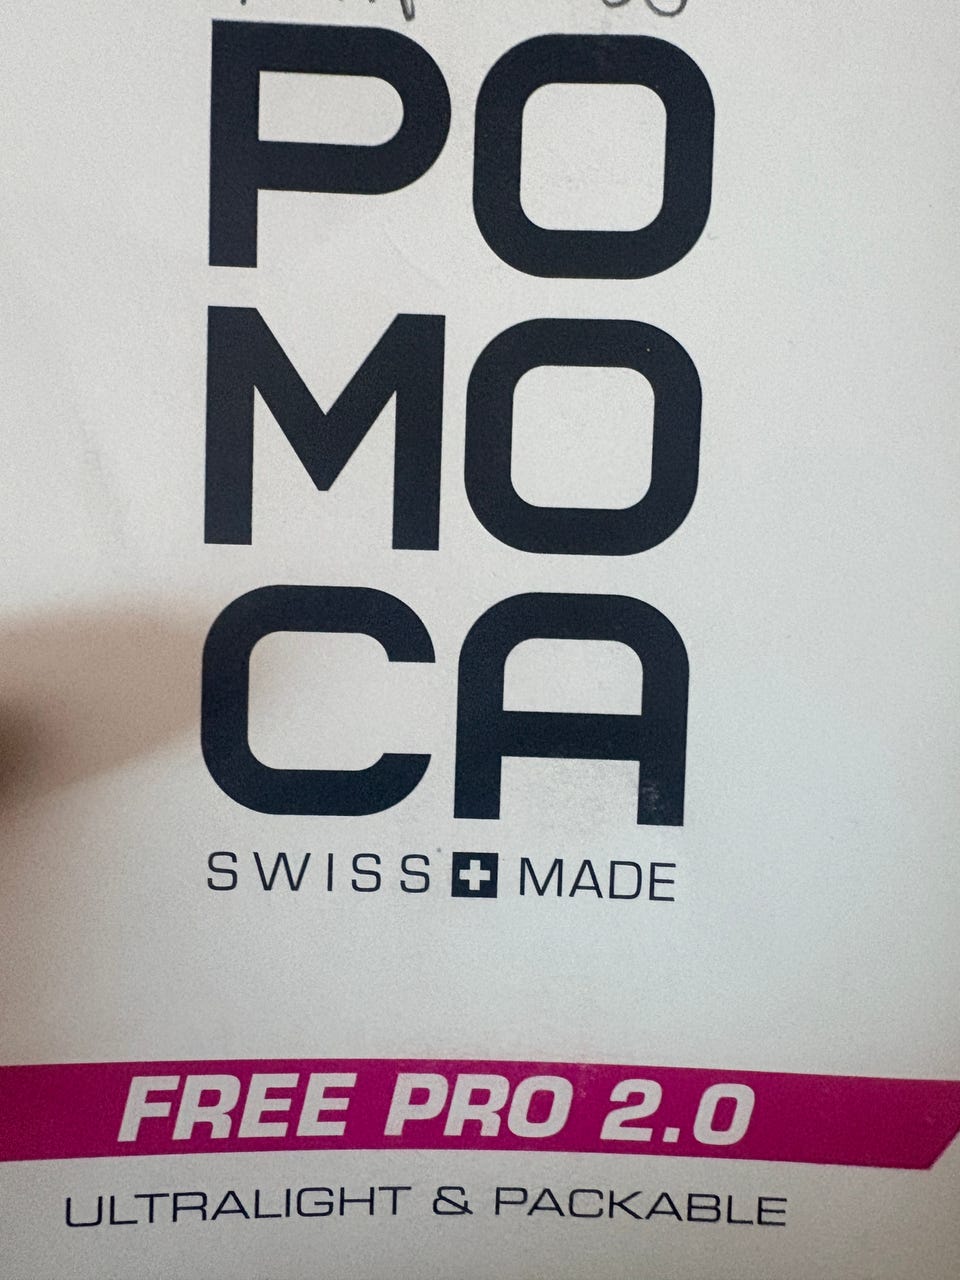 PO
MO
CA
SWISS MADE
FREE PRO 2.0
ULTRALIGHT & PACKABLE